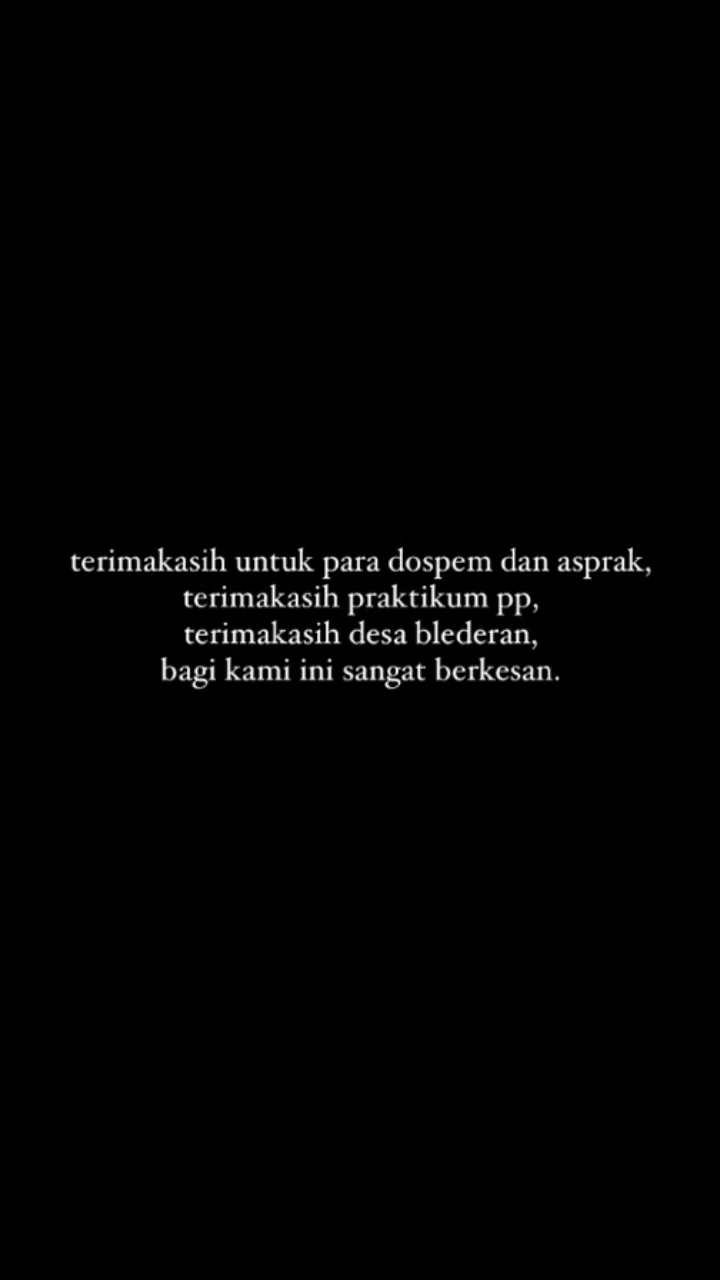 terimakasih untuk para dospem dan asprak,
terimakasih praktikum pp,
terimakasih desa blederan,
bagi kami ini sangat berkesan.